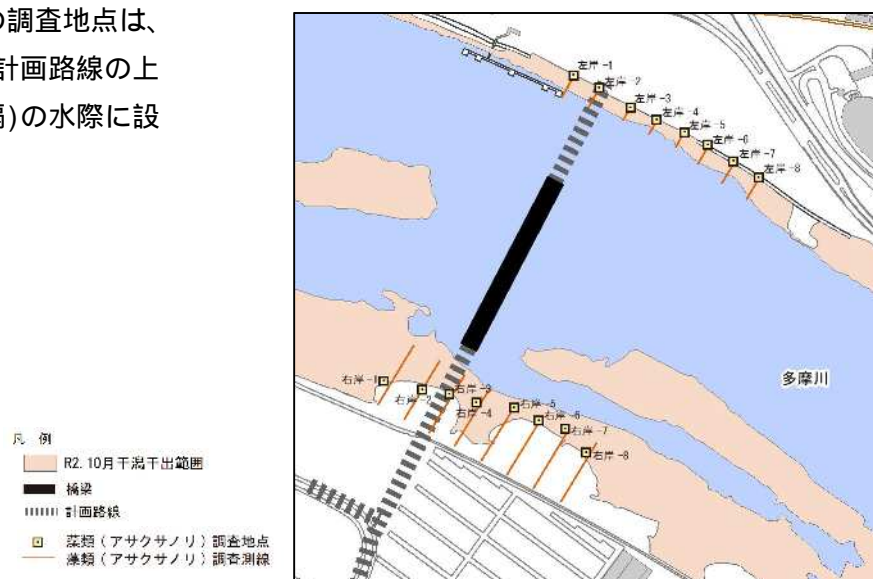 の調査地点は、
計画路線の上
の水際に設
左岸-1
左岸-2
左岸-3
左岸-4
左岸-5
左岸-6
左岸-7
左岸-8
多摩川
右岸-1
右岸-2
右岸-3
右岸-4
右岸-5
右岸-6
右岸-7
右岸-8
凡 例
R2.10月干潟干出範囲
橋梁
計画路線
藻類(アサクサノリ)調査地点
藻類(アサクサノリ)調査測線